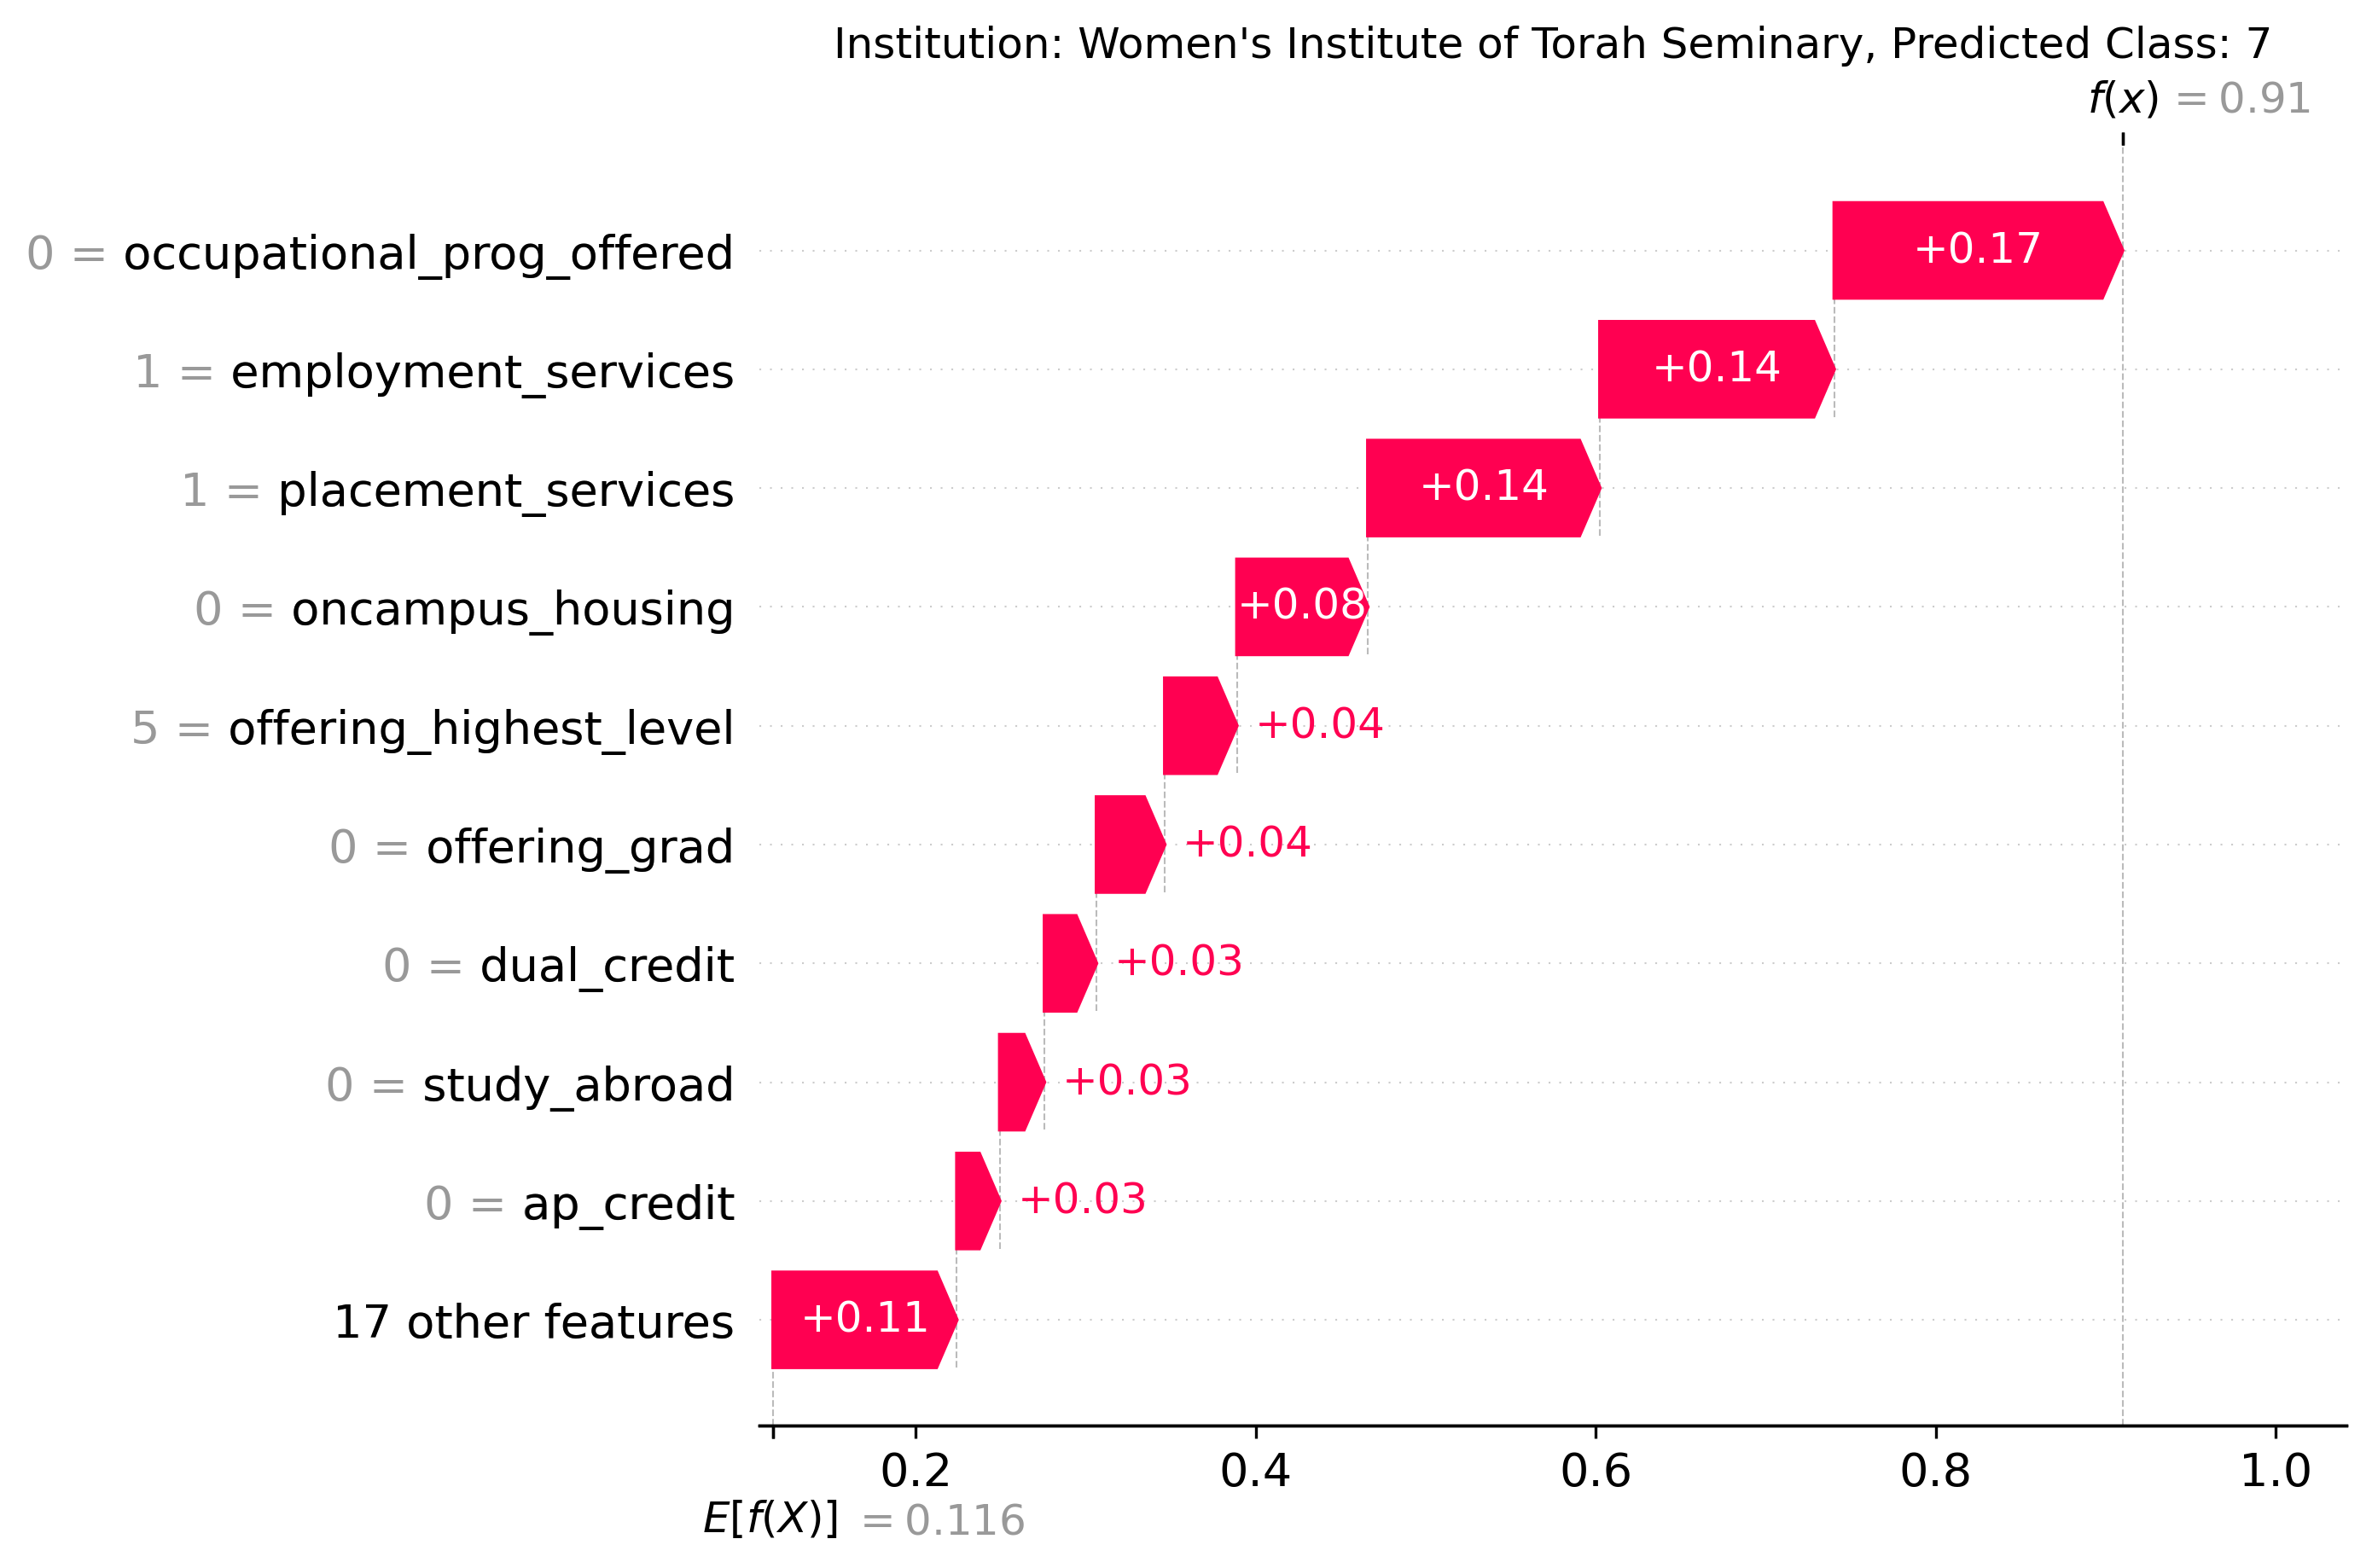 Institution: Women's Institute of Torah Seminary, Predicted Class: 7
f(x) = 0.91
0 = occupational_prog_offered +0.17
1 = employment_services +0.14
1 = placement_services +0.14
0 = oncampus_housing +0.08
5 = offering_highest_level +0.04
0 = offering_grad +0.04
0 = dual_credit +0.03
0 = study_abroad +0.03
0 = ap_credit +0.03
17 other features +0.11
0.2 0.4 0.6 0.8 1.0
E[f(X)] = 0.116